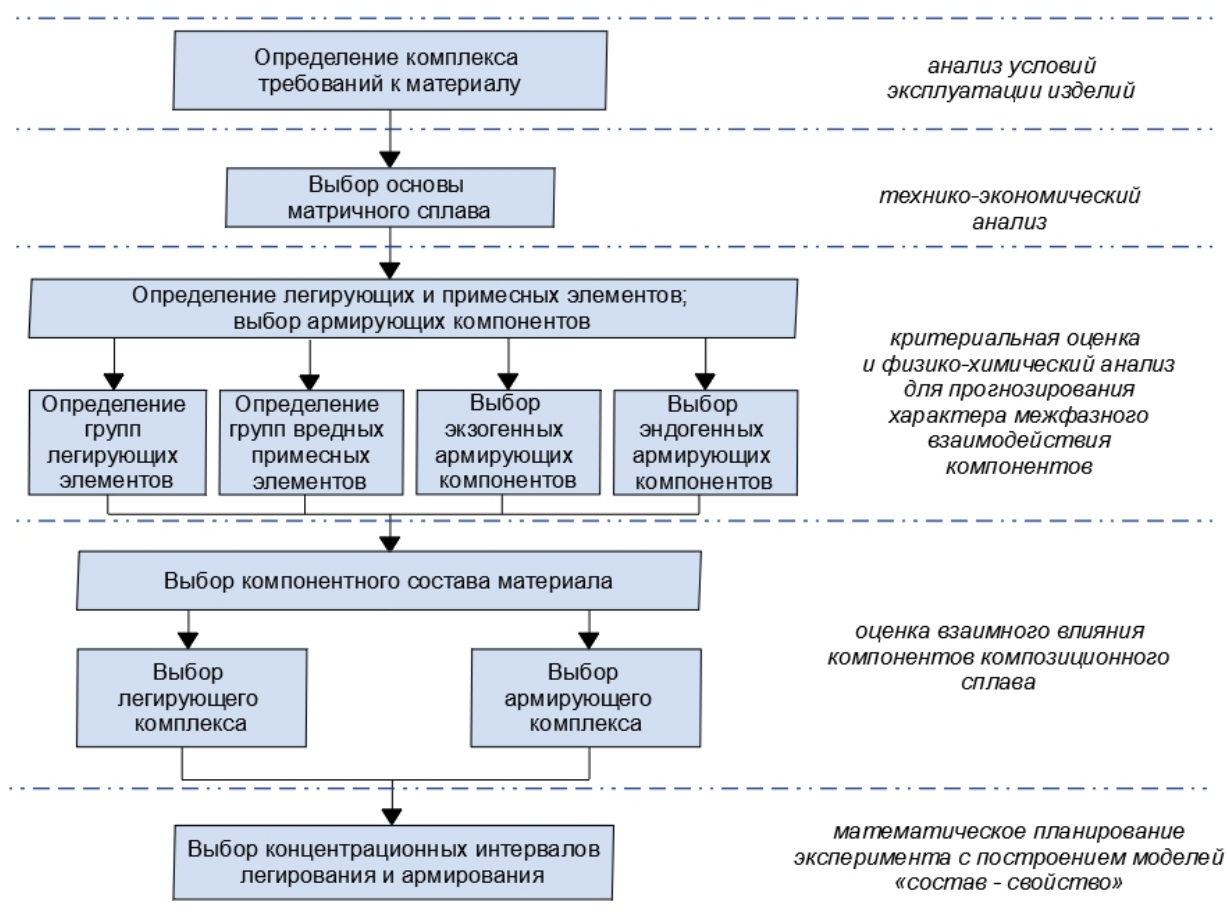 Определение комплекса
требований к материалу
анализ условий
эксплуатации изделий
Выбор основы
матричного сплава
технико-экономический
анализ
Определение легирующих и примесных элементов;
выбор армирующих компонентов
Определение
групп
легирующих
элементов
Определение
групп вредных
примесных
элементов
Выбор
экзогенных
армирующих
компонентов
Выбор
эндогенных
армирующих
компонентов
критериальная оценка
и физико-химический анализ
для прогнозирования
характера межфазного
взаимодействия
компонентов
Выбор компонентного состава материала
Выбор
легирующего
комплекса
Выбор
армирующего
комплекса
оценка взаимного влияния
компонентов композиционного
сплава
Выбор концентрационных интервалов
легирования и армирования
математическое планирование
эксперимента с построением моделей
«состав - свойство»